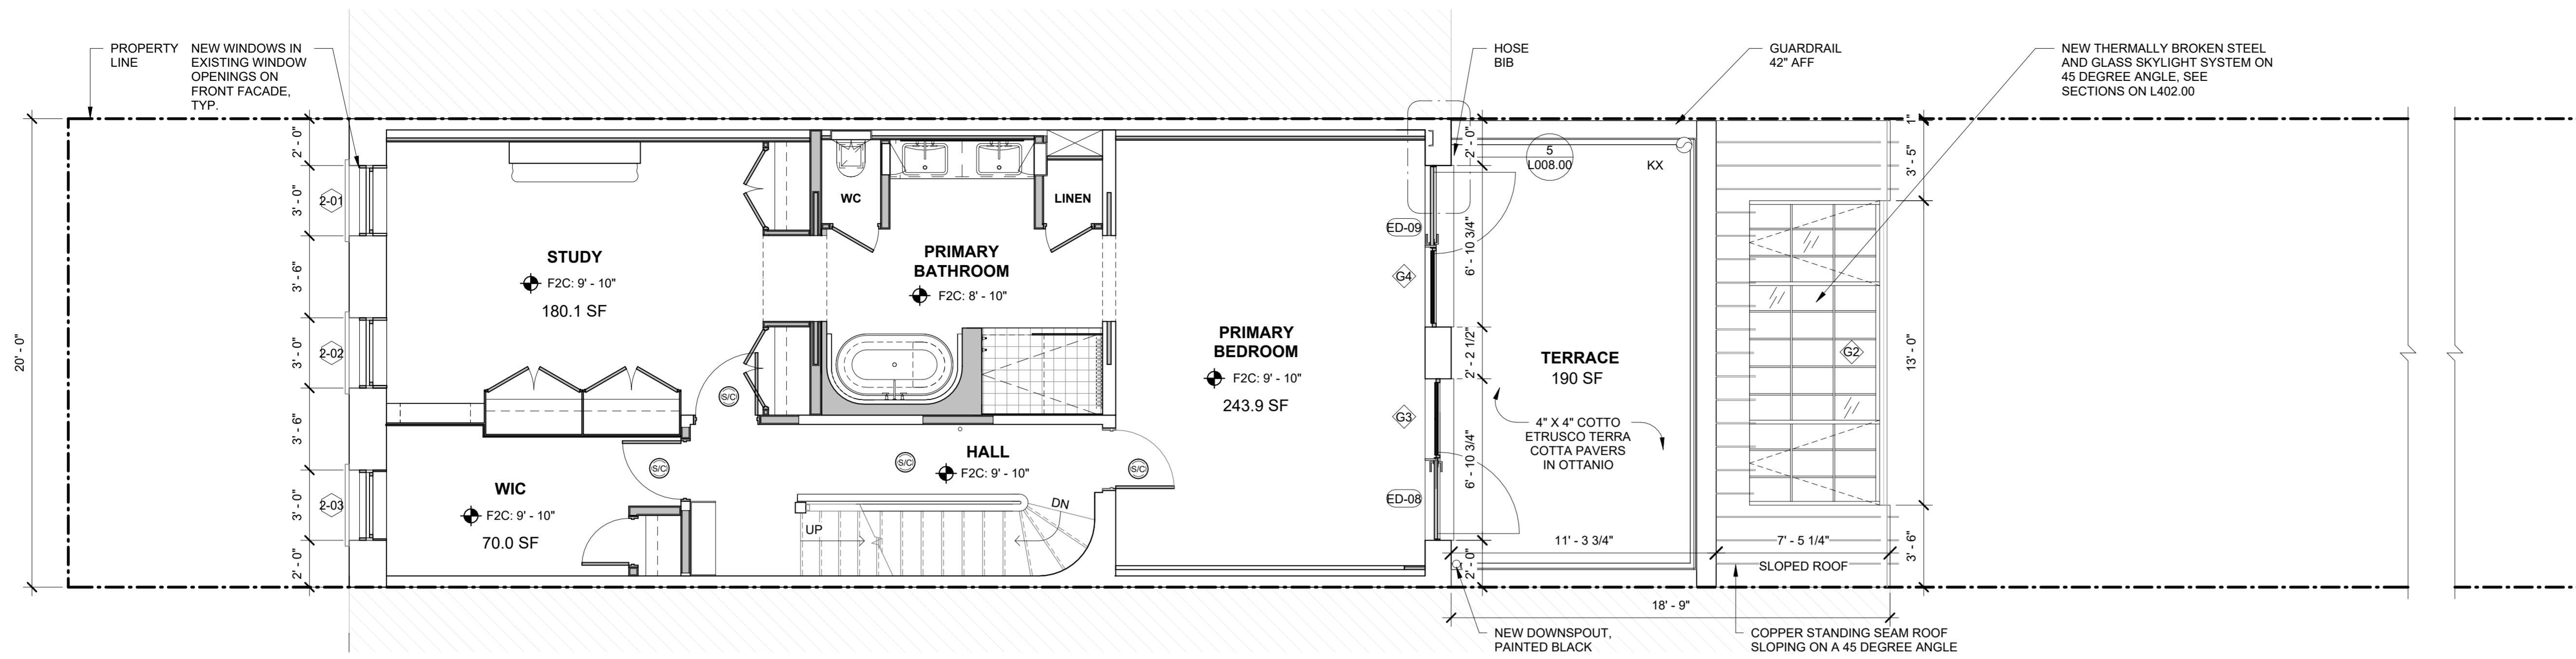 PROPERTY
LINE
NEW WINDOWS IN
EXISTING WINDOW
OPENINGS ON
FRONT FACADE,
TYP.
HOSE
BIB
GUARDRAIL
42" AFF
NEW THERMALLY BROKEN STEEL
AND GLASS SKYLIGHT SYSTEM ON
45 DEGREE ANGLE, SEE
SECTIONS ON L402.00
20' - 0"
2' - 0"
3' - 0"
3' - 6"
3' - 0"
3' - 6"
3' - 0"
2' - 0"
2-01
2-02
2-03
STUDY
F2C: 9' - 10"
180.1 SF
WC
LINEN
PRIMARY
BATHROOM
F2C: 8' - 10"
S/C
S/C
S/C
S/C
WIC
F2C: 9' - 10"
70.0 SF
HALL
F2C: 9' - 10"
UP
DN
PRIMARY
BEDROOM
F2C: 9' - 10"
243.9 SF
ED-09
G4
G3
ED-08
2' - 0"
6' - 10 3/4"
2' - 2 1/2"
6' - 10 3/4"
2' - 0"
5
L008.00
KX
TERRACE
190 SF
4" X 4" COTTO
ETRUSCO TERRA
COTTA PAVERS
IN OTTANIO
11' - 3 3/4"
7' - 5 1/4"
SLOPED ROOF
18' - 9"
G2
1"
3' - 5"
13' - 0"
3' - 6"
NEW DOWNSPOUT,
PAINTED BLACK
COPPER STANDING SEAM ROOF
SLOPING ON A 45 DEGREE ANGLE